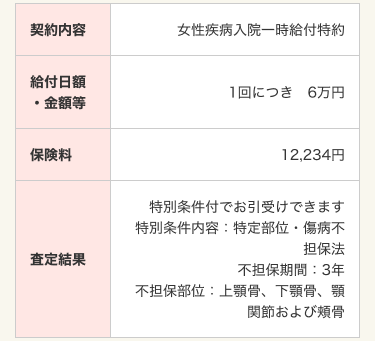 契約内容
女性疾病入院一時給付特約
給付日額
・金額等
1回につき　6万円
保険料
12,234円
査定結果
特別条件付でお引受けできます
特別条件内容：特定部位・傷病不
担保法
不担保期間：3年
不担保部位：上顎骨、下顎骨、顎
関節および頬骨